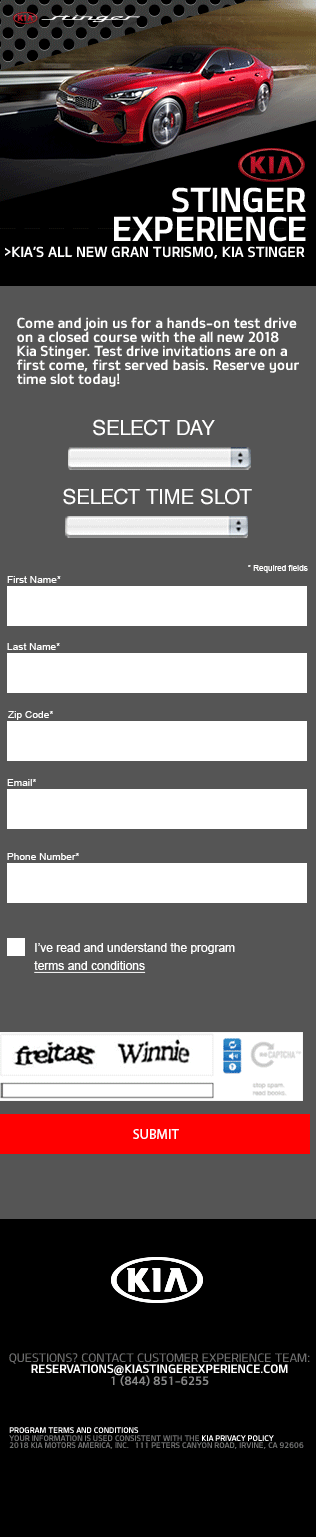 KIA stinger
KIA
STINGER
EXPERIENCE
>KIA'S ALL NEW GRAN TURISMO, KIA STINGER
Come and join us for a hands-on test drive
on a closed course with the all new 2018
Kia Stinger. Test drive invitations are on a
first come, first served basis. Reserve your
time slot today!
SELECT DAY
SELECT TIME SLOT
* Required fields
First Name*
Last Name*
Zip Code*
Email*
Phone Number*
I've read and understand the program
terms and conditions
freitas Winnie
CAPTCHA™
stop spam.
read books.
SUBMIT
KIA
QUESTIONS? CONTACT CUSTOMER EXPERIENCE TEAM:
RESERVATIONS@KIASTINGEREXPERIENCE.COM
1 (844) 851-6255
PROGRAM TERMS AND CONDITIONS
YOUR INFORMATION IS USED CONSISTENT WITH THE KIA PRIVACY POLICY
2018 KIA MOTORS AMERICA, INC. 111 PETERS CANYON ROAD, IRVINE, CA 92606